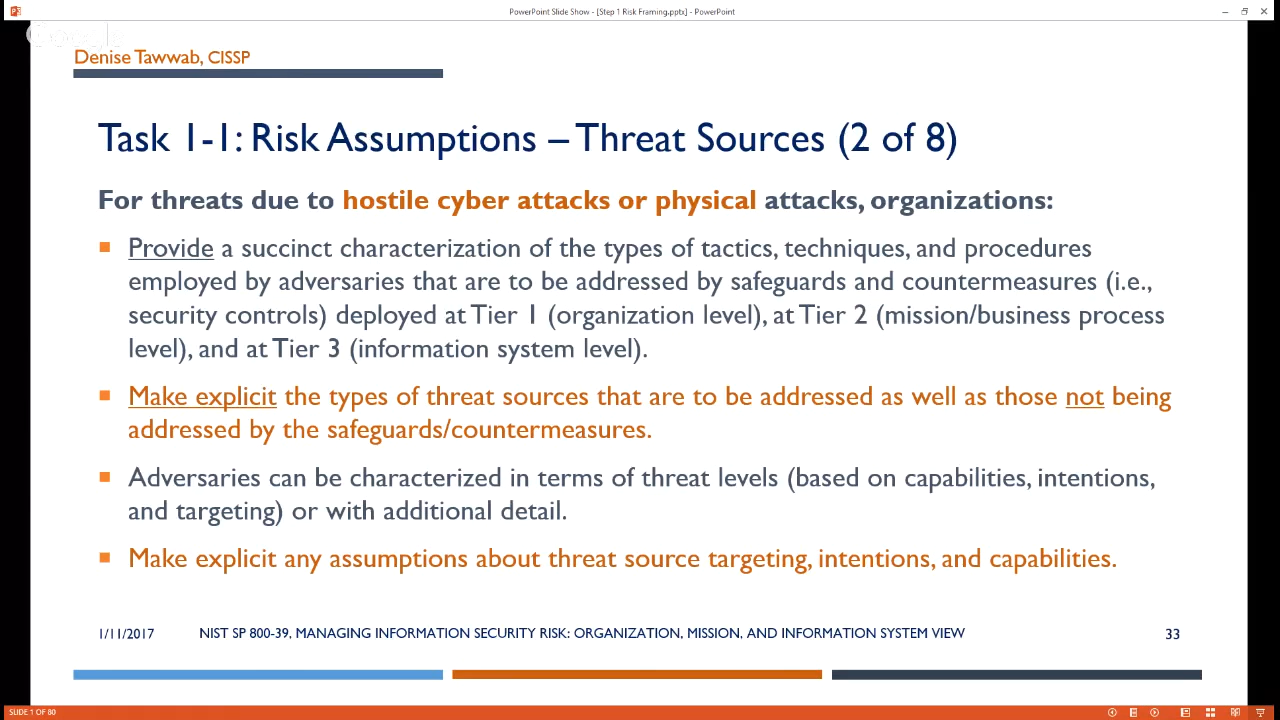 PowerPoint Slide Show - [Step 1 Risk Framing.pptx] - PowerPoint
Google
Denise Tawwab, CISSP
Task 1-1: Risk Assumptions – Threat Sources (2 of 8)
For threats due to hostile cyber attacks or physical attacks, organizations:
Provide a succinct characterization of the types of tactics, techniques, and procedures
employed by adversaries that are to be addressed by safeguards and countermeasures (i.e.,
security controls) deployed at Tier 1 (organization level), at Tier 2 (mission/business process
level), and at Tier 3 (information system level).
Make explicit the types of threat sources that are to be addressed as well as those not being
addressed by the safeguards/countermeasures.
Adversaries can be characterized in terms of threat levels (based on capabilities, intentions,
and targeting) or with additional detail.
Make explicit any assumptions about threat source targeting, intentions, and capabilities.
1/11/2017 NIST SP 800-39, MANAGING INFORMATION SECURITY RISK: ORGANIZATION, MISSION, AND INFORMATION SYSTEM VIEW 33
SLIDE 1 OF 80